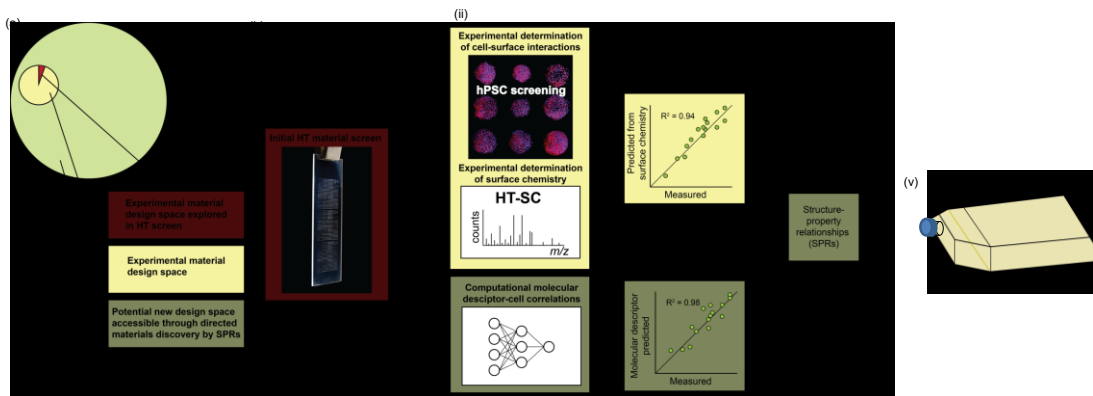 (ii)
Experimental material
design space explored
in HT screen
Experimental material
design space
Potential new design space
accessible through directed
materials discovery by SPRs
Initial HT material screen
Experimental determination
of cell-surface interactions
hPSC screening
Experimental determination
of surface chemistry
HT-SC
counts
m/z
Computational molecular
desciptor-cell correlations
Predicted from
surface chemistry
R² = 0.94
Measured
Molecular descriptor
predicted
R² = 0.98
Measured
Structure-
property
relationships
(SPRs)
(v)